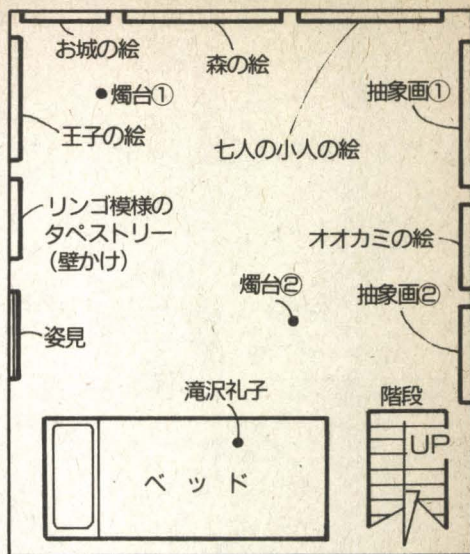 お城の絵
森の絵
燭台①
抽象画①
王子の絵
七人の小人の絵
リンゴ模様の
タペストリー
(壁かけ)
オオカミの絵
燭台②
抽象画②
姿見
滝沢礼子
階段
UP
ベッド